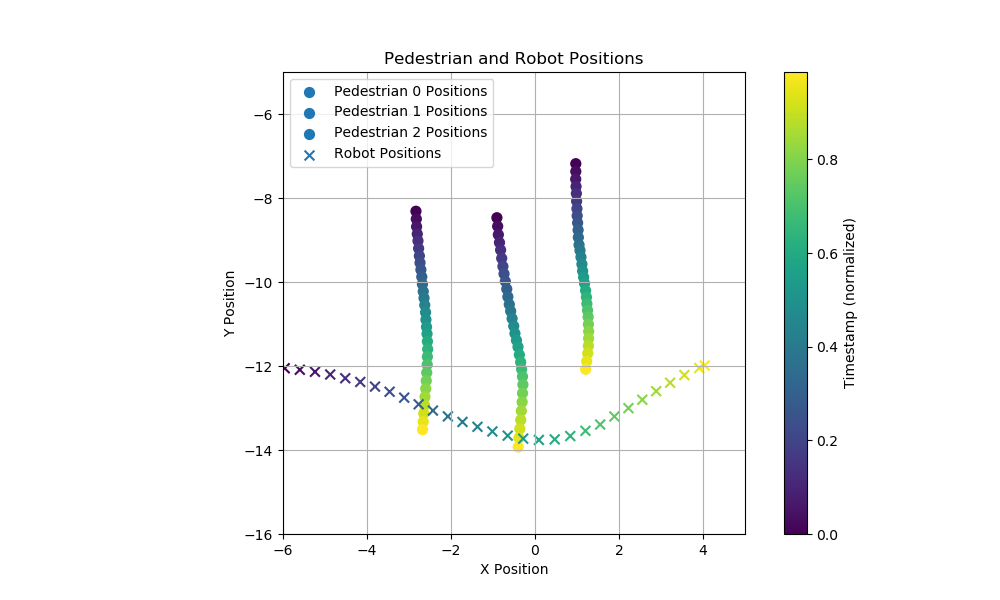 Pedestrian and Robot Positions
Pedestrian 0 Positions
Pedestrian 1 Positions
Pedestrian 2 Positions
Robot Positions
Y Position
−6
−8
−10
−12
−14
−16
−6 −4 −2 0 2 4
X Position
0.8
0.6
0.4
0.2
0.0
Timestamp (normalized)